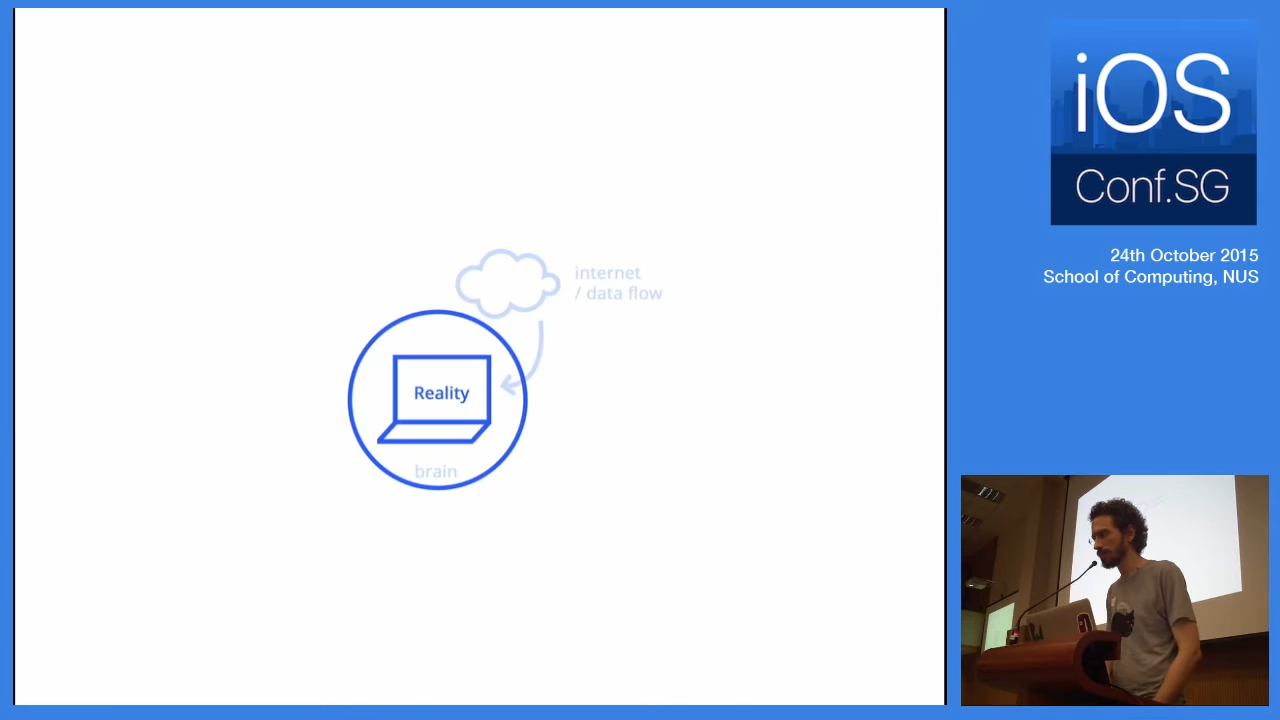 internet
/ data flow
Reality
brain
iOS
Conf.SG
24th October 2015
School of Computing, NUS